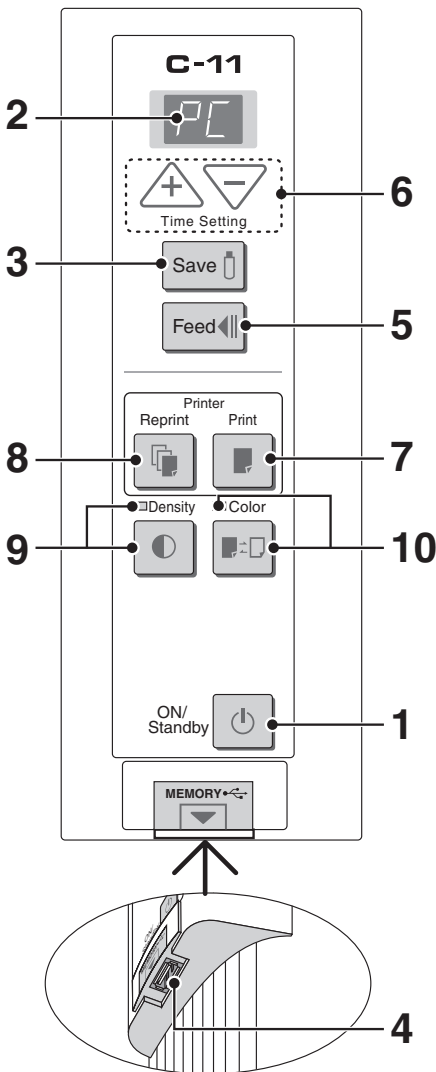 C-11
2
PC
6
Time Setting
3
Save
Feed
5
Printer
Reprint Print
8
7
Density Color
9
10
ON/
Standby
1
MEMORY
4